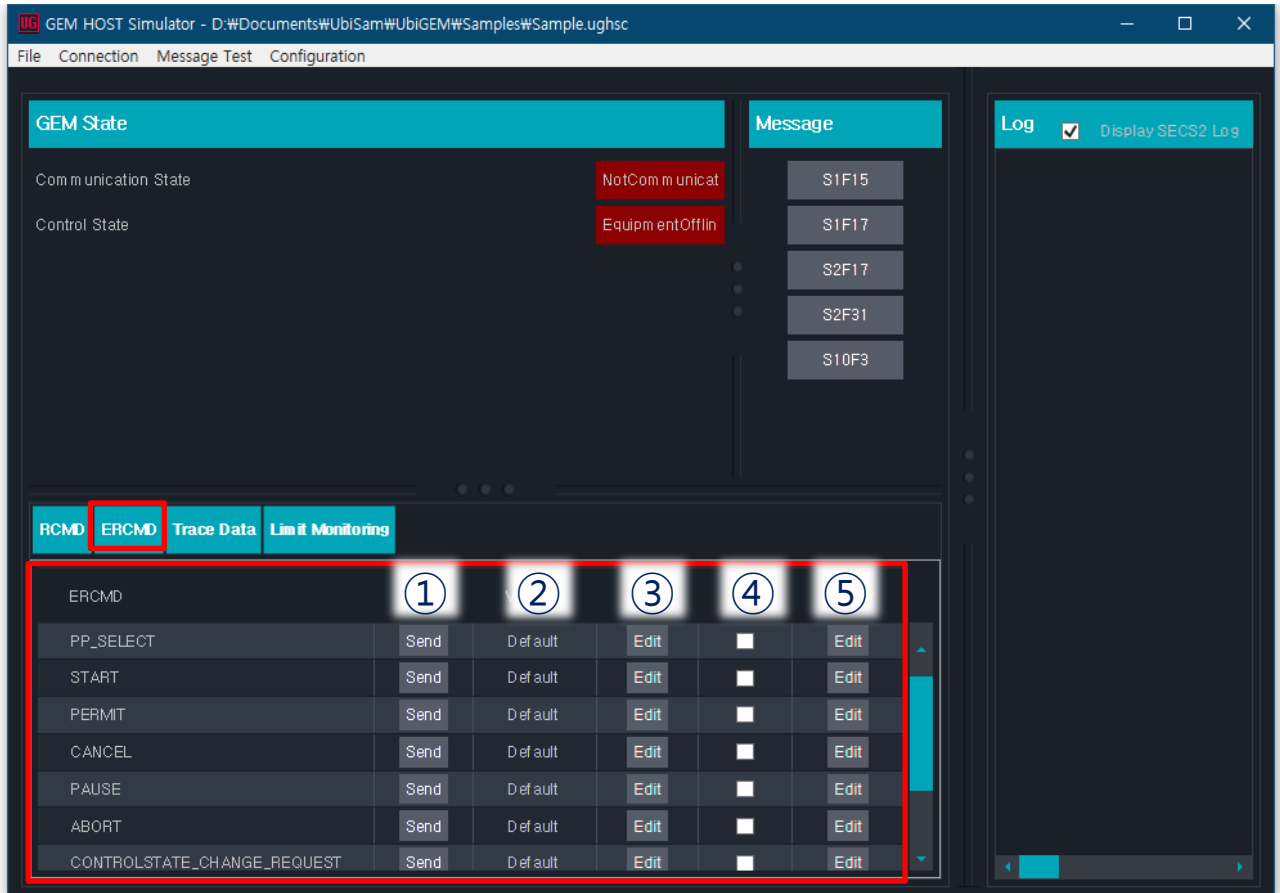 UG GEM HOST Simulator - D:₩Documents₩UbiSam₩UbiGEM₩Samples₩Sample.ughsc
File Connection Message Test Configuration
GEM State
Communication State NotCommunicat
Control State EquipmentOfflin
Message
S1F15
S1F17
S2F17
S2F31
S10F3
Log Display SECS2 Log
RCMD ERCMD Trace Data Limit Monitoring
ERCMD ① ② ③ ④ ⑤
PP_SELECT Send Default Edit Edit
START Send Default Edit Edit
PERMIT Send Default Edit Edit
CANCEL Send Default Edit Edit
PAUSE Send Default Edit Edit
ABORT Send Default Edit Edit
CONTROLSTATE_CHANGE_REQUEST Send Default Edit Edit